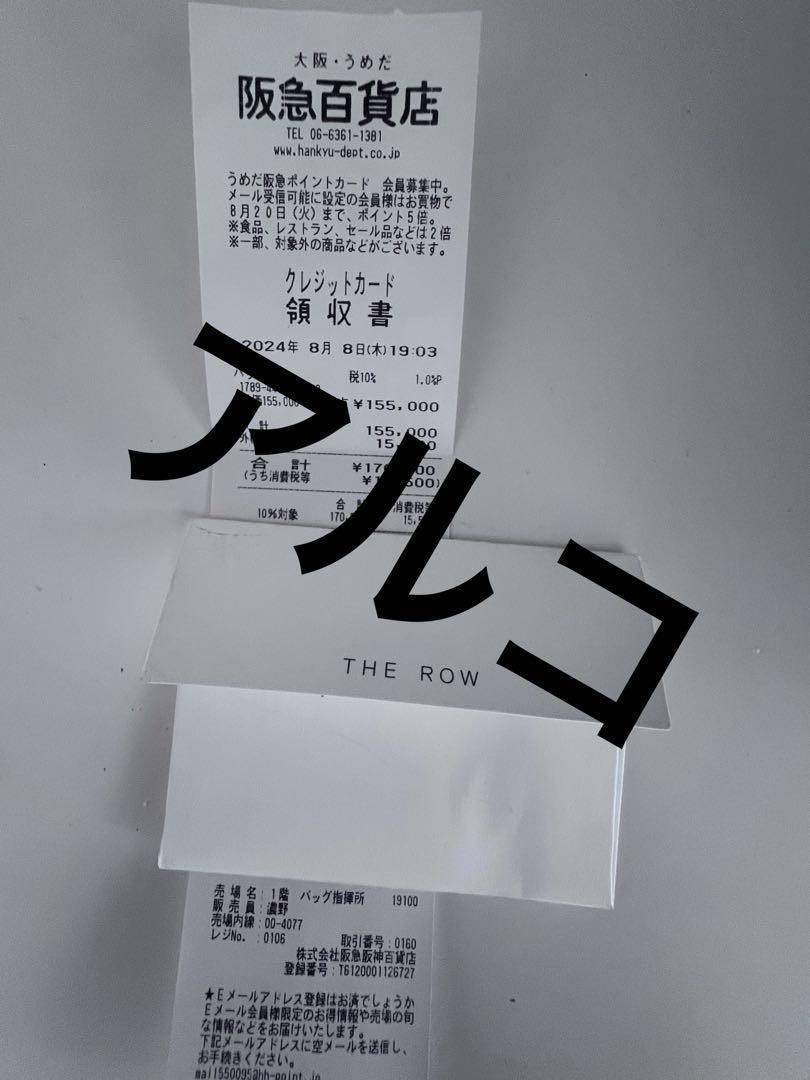 大阪・うめだ
阪急百貨店
TEL 06-6361-1381
www.hankyu-dept.co.jp
うめだ阪急ポイントカード 会員募集中。
メール受信可能に設定の会員様はお買物で
8月20日(火)まで、ポイント5倍。
※食品、レストラン、セール品などは2倍
※一部、対象外の商品などがございます。
クレジットカード
領収書
2024年 8月 8日(木)19:03
税10% 1.0%P
¥155,000
計 155,000
合 計
(うち消費税等
10%対象
アルコ
THE ROW
売場名:1階 バッグ指揮所 19100
販売員:濃野
売場内線:00-4077
レジNo. :0106 取引番号:0160
株式会社阪急阪神百貨店
登録番号:T6120001126727
★Eメールアドレス登録はお済でしょうか
Eメール会員様限定のお得情報や売場の旬
な情報などをお届けいたします。
下記メールアドレスに空メールを送信し、
お手続きください。
mail550095@hh-point.jp